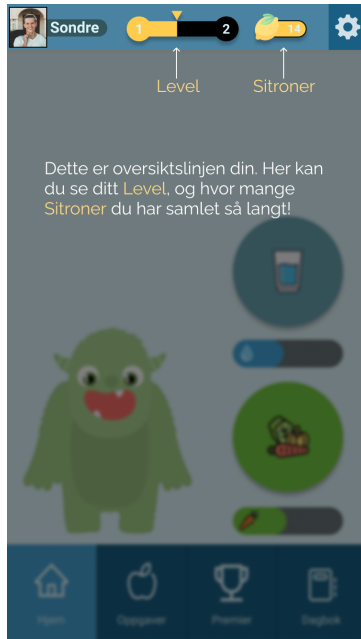 Sondre 1 2 14
Level Sitroner
Dette er oversiktslinjen din. Her kan
du se ditt Level, og hvor mange
Sitroner du har samlet så langt!
Hjem Oppgaver Premier Dagbok